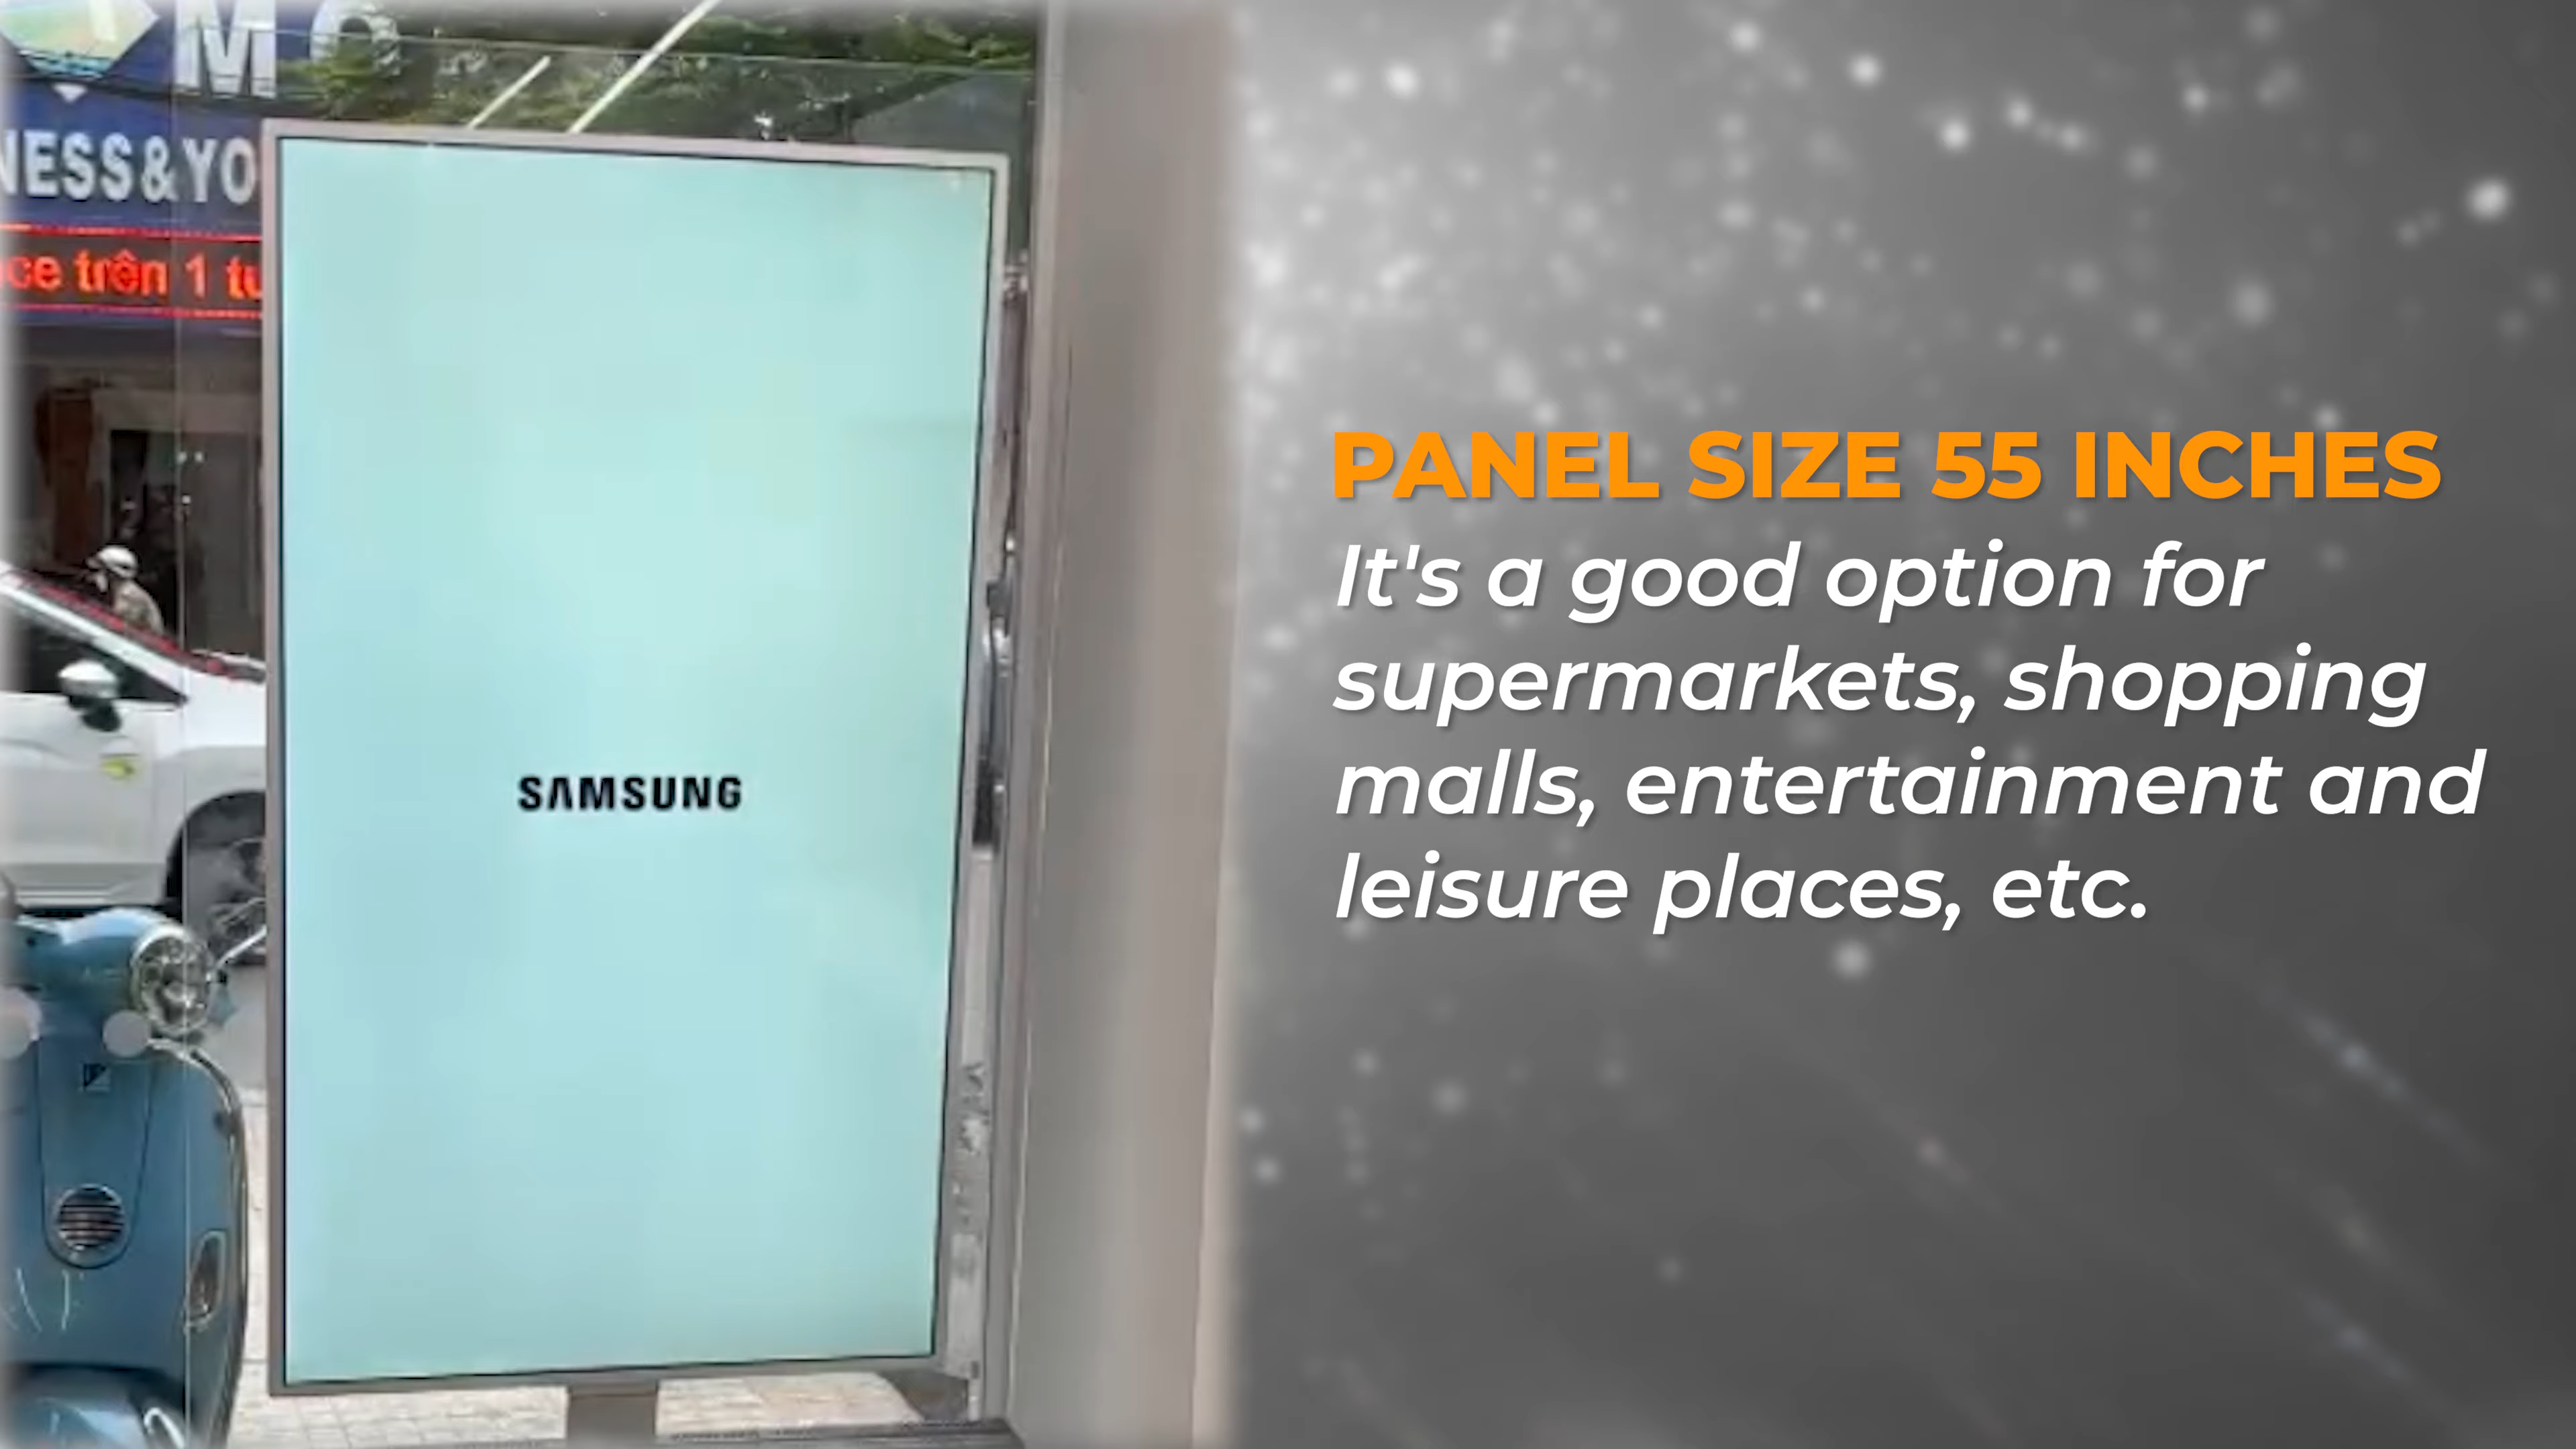 M
NESS&YO
ce trên 1 tu
SAMSUNG
PANEL SIZE 55 INCHES
It's a good option for
supermarkets, shopping
malls, entertainment and
leisure places, etc.